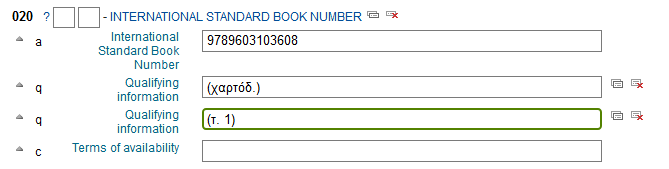 020 ? - INTERNATIONAL STANDARD BOOK NUMBER
a International Standard Book Number 9789603103608
q Qualifying information (χαρτόδ.)
q Qualifying information (τ. 1)
c Terms of availability